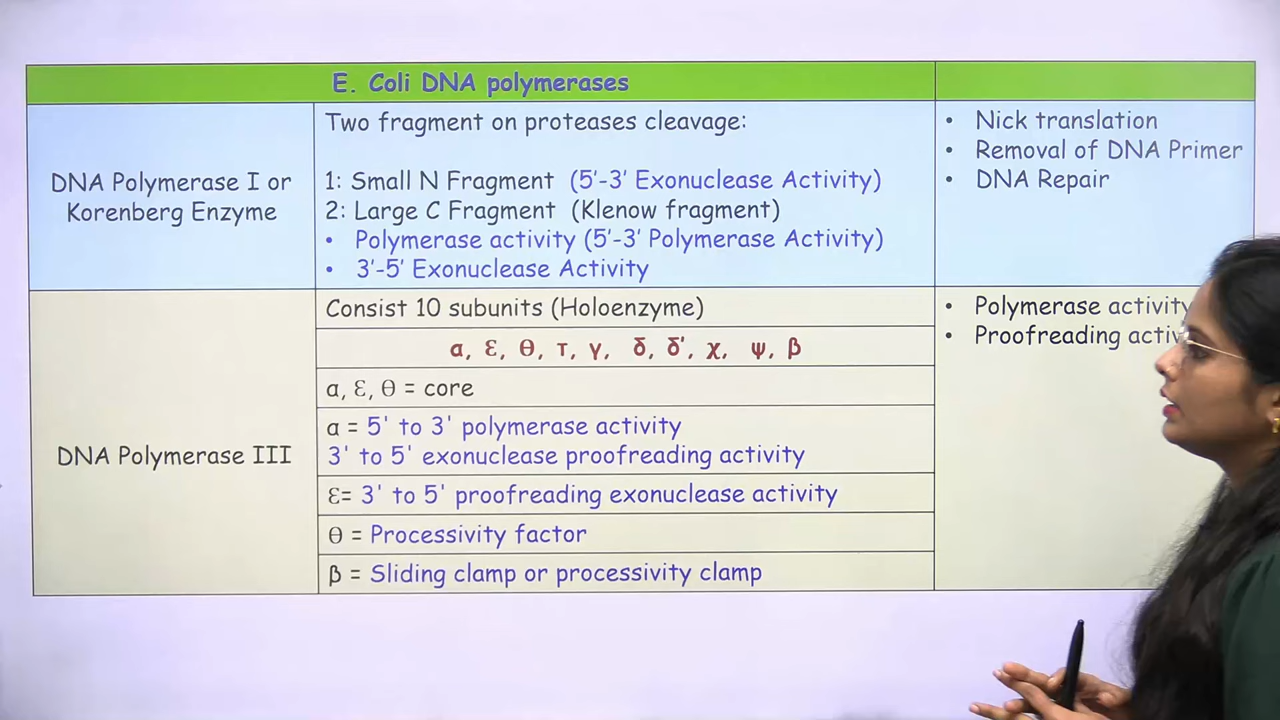 E. Coli DNA polymerases
DNA Polymerase I or
Korenberg Enzyme
Two fragment on proteases cleavage:
1: Small N Fragment (5'-3' Exonuclease Activity)
2: Large C Fragment (Klenow fragment)
• Polymerase activity (5'-3' Polymerase Activity)
• 3'-5' Exonuclease Activity
• Nick translation
• Removal of DNA Primer
• DNA Repair
DNA Polymerase III
Consist 10 subunits (Holoenzyme)
α, Ɛ, θ, τ, γ, δ, δ', χ, ψ, β
α, Ɛ, θ = core
α = 5' to 3' polymerase activity
3' to 5' exonuclease proofreading activity
Ɛ= 3' to 5' proofreading exonuclease activity
θ = Processivity factor
β = Sliding clamp or processivity clamp
• Polymerase activity
• Proofreading